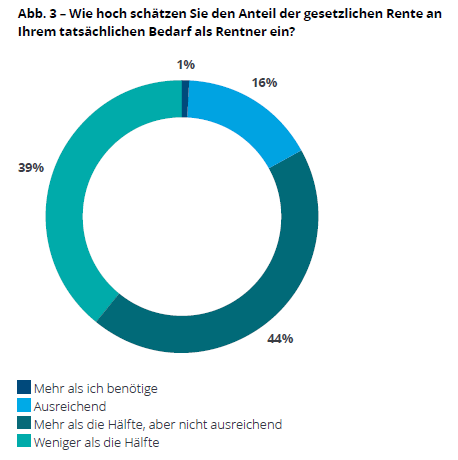 Abb. 3 – Wie hoch schätzen Sie den Anteil der gesetzlichen Rente an
Ihrem tatsächlichen Bedarf als Rentner ein?
1%
16%
39%
44%
Mehr als ich benötige
Ausreichend
Mehr als die Hälfte, aber nicht ausreichend
Weniger als die Hälfte